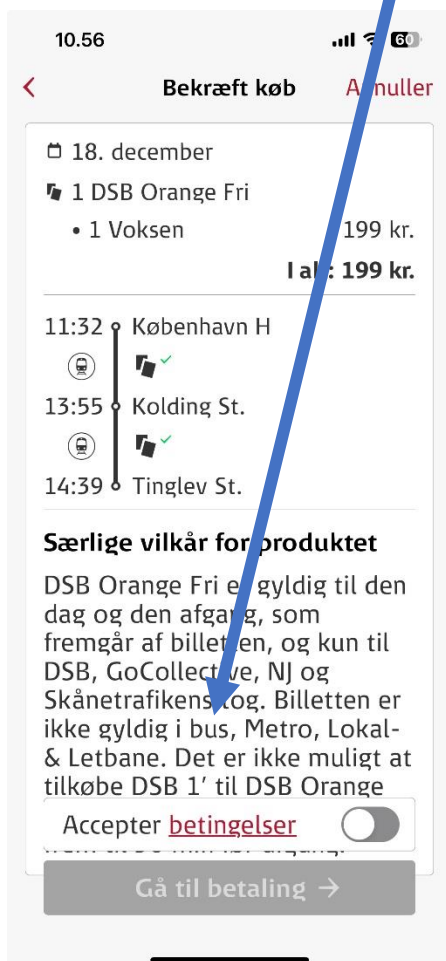 10.56
60
Bekræft køb
Annuller
18. december
1 DSB Orange Fri
• 1 Voksen 199 kr.
I alt: 199 kr.
11:32 København H
13:55 Kolding St.
14:39 Tinglev St.
Særlige vilkår for produktet
DSB Orange Fri er gyldig til den
dag og den afgang, som
fremgår af billetten, og kun til
DSB, GoCollective, NJ og
Skånetrafikens tog. Billetten er
ikke gyldig i bus, Metro, Lokal-
& Letbane. Det er ikke muligt at
tilkøbe DSB 1' til DSB Orange
Accepter betingelser
Gå til betaling →